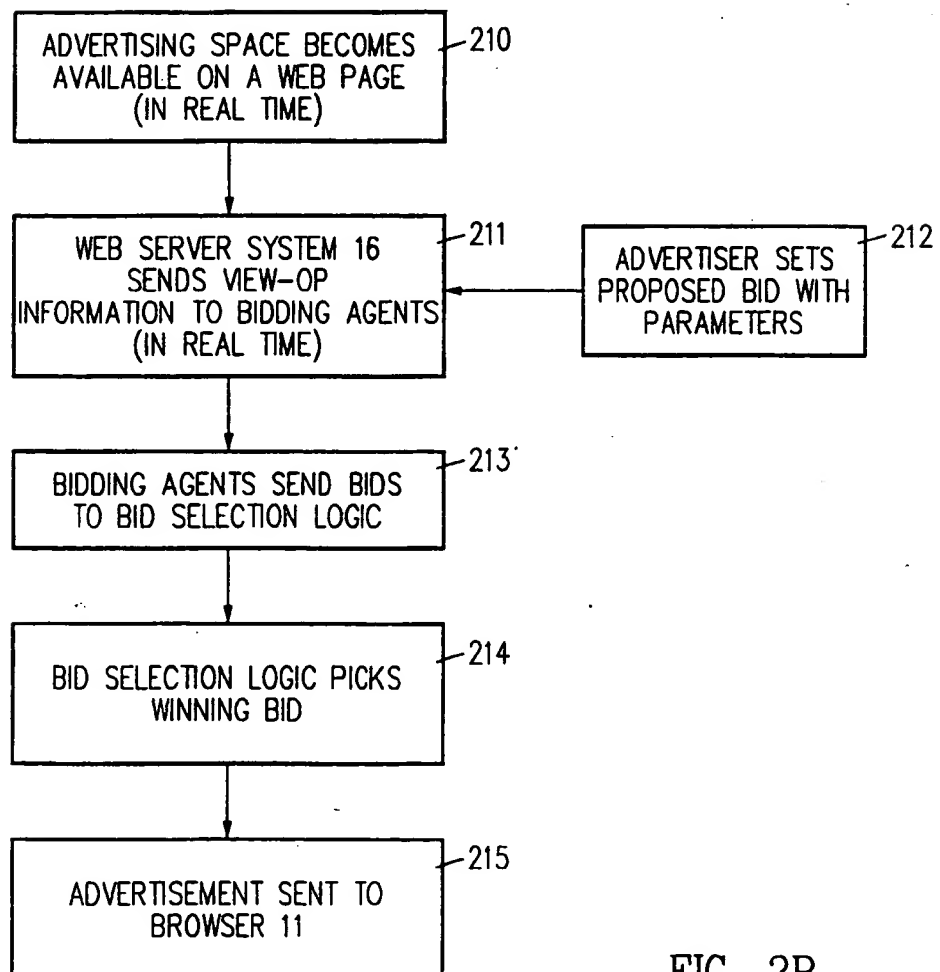 ADVERTISING SPACE BECOMES
AVAILABLE ON A WEB PAGE
(IN REAL TIME)
210
WEB SERVER SYSTEM 16
SENDS VIEW-OP
INFORMATION TO BIDDING AGENTS
(IN REAL TIME)
211
ADVERTISER SETS
PROPOSED BID WITH
PARAMETERS
212
BIDDING AGENTS SEND BIDS
TO BID SELECTION LOGIC
213
BID SELECTION LOGIC PICKS
WINNING BID
214
ADVERTISEMENT SENT TO
BROWSER 11
215
FIG. 2B